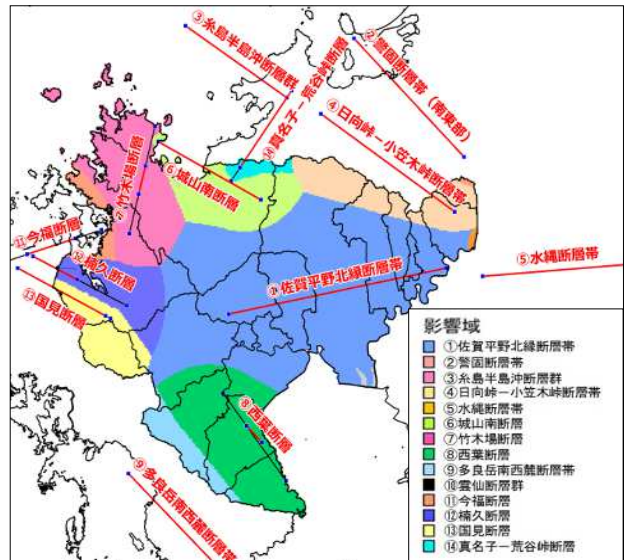 ③糸島半島沖断層群
②警固断層帯（南東部）
⑭真名子－荒谷峠断層
④日向峠－小笠木峠断層帯
⑦竹木場断層
⑥城山南断層
⑪今福断層
⑫楠久断層
⑤水縄断層帯
①佐賀平野北縁断層帯
⑬国見断層
⑧西葉断層
⑨多良岳南西麓断層帯
影響域
①佐賀平野北縁断層帯
②警固断層帯
③糸島半島沖断層群
④日向峠－小笠木峠断層帯
⑤水縄断層帯
⑥城山南断層
⑦竹木場断層
⑧西葉断層
⑨多良岳南西麓断層帯
⑩雲仙断層群
⑪今福断層
⑫楠久断層
⑬国見断層
⑭真名子－荒谷峠断層